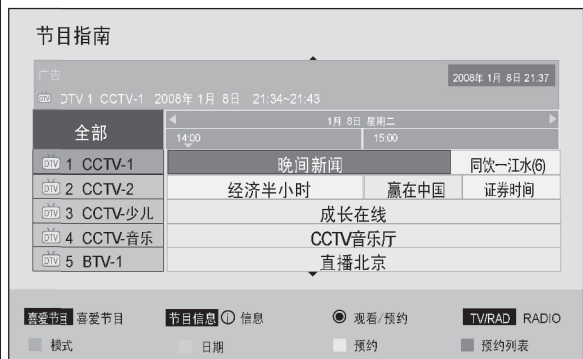 节目指南
广告
2008年 1月 8日 21:37
DTV 1 CCTV-1 2008年 1月 8日 21:34~21:43
全部
1月 8日 星期二
14:00 15:00
DTV 1 CCTV-1 晚间新闻 同饮一江水(6)
DTV 2 CCTV-2 经济半小时 赢在中国 证券时间
DTV 3 CCTV-少儿 成长在线
DTV 4 CCTV-音乐 CCTV音乐厅
DTV 5 BTV-1 直播北京
喜爱节目 喜爱节目 节目信息 i 信息 观看/预约 TV/RAD RADIO
模式 日期 预约 预约列表